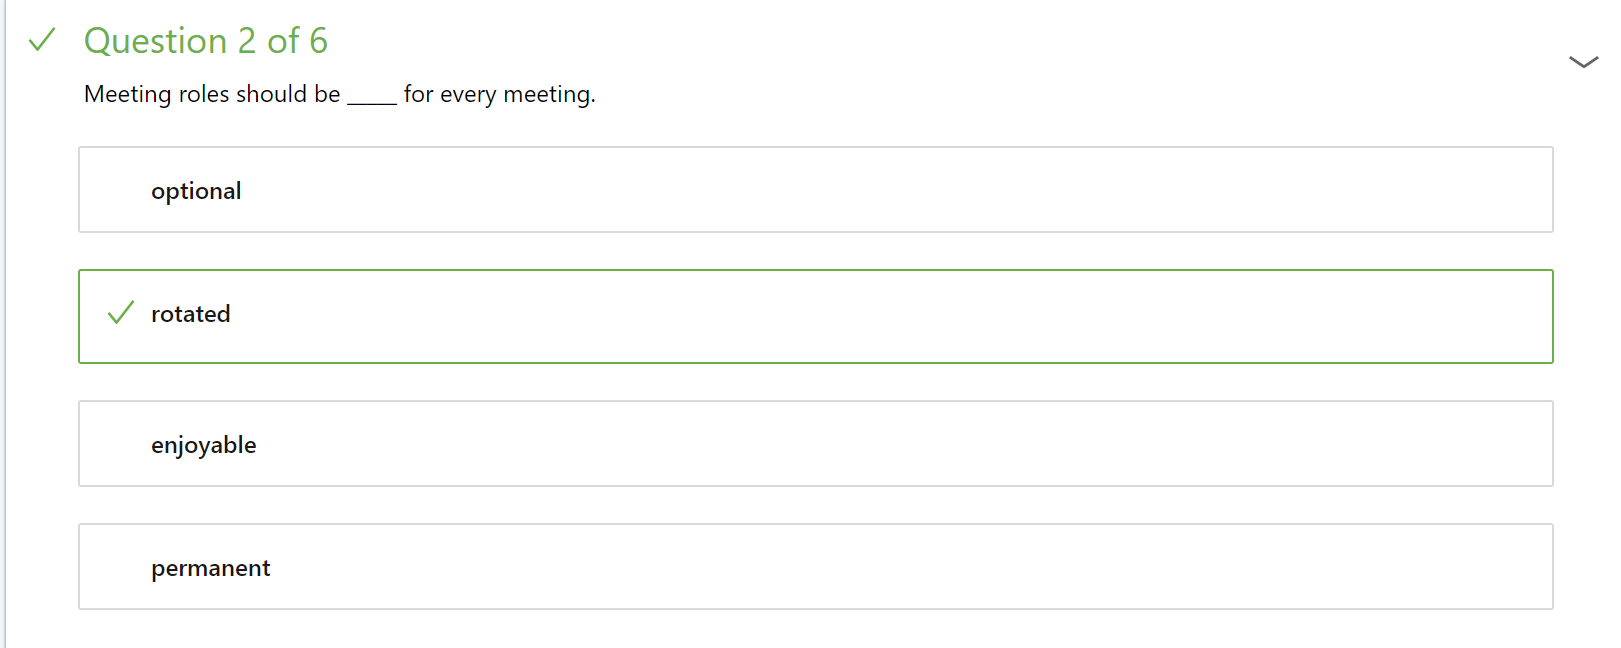 Question 2 of 6
Meeting roles should be _____ for every meeting.
optional
rotated
enjoyable
permanent